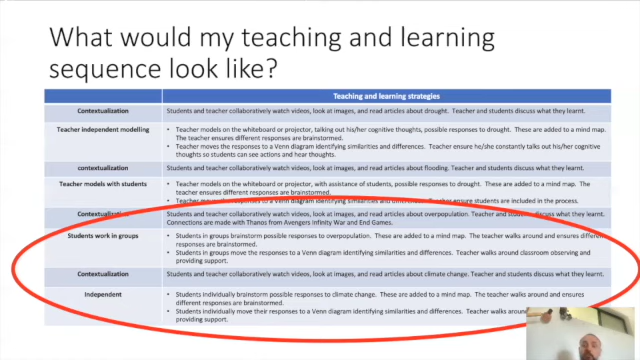 What would my teaching and learning
sequence look like?
Teaching and learning strategies
Contextualization
Students and teacher collaboratively watch videos, look at images, and read articles about drought. Teacher and students discuss what they learnt.
Teacher independent modelling
• Teacher models on the whiteboard or projector, talking out his/her cognitive thoughts, possible responses to drought. These are added to a mind map.
The teacher ensures different responses are brainstormed.
• Teacher moves the responses to a Venn diagram identifying similarities and differences. Teacher ensure he/she constantly talks out his/her cognitive
thoughts so students can see actions and hear thoughts.
contextualization
Students and teacher collaboratively watch videos, look at images, and read articles about flooding. Teacher and students discuss what they learnt.
Teacher models with students
• Teacher models on the whiteboard or projector, with assistance of students, possible responses to drought. These are added to a mind map. The
teacher ensures different responses are brainstormed.
• Teacher responses to a Venn diagram identifying similarities and ensure students are included in the process.
Contextualization
Students and teacher collaboratively watch videos, look at images, and read articles about overpopulation. Teacher and students discuss what they learnt.
Connections are made with Thanos from Avengers Infinity War and End Games.
Students work in groups
• Students in groups brainstorm possible responses to overpopulation. These are added to a mind map. The teacher walks around and ensures different
responses are brainstormed.
• Students in groups move the responses to a Venn diagram identifying similarities and differences. Teacher walks around classroom observing and
providing support.
Contextualization
Students and teacher collaboratively watch videos, look at images, and read articles about climate change. Teacher and students discuss what they learnt.
Independent
• Students individually brainstorm possible responses to climate change. These are added to a mind map. The teacher walks around and ensures
different responses are brainstormed.
• Students individually move their responses to a Venn diagram identifying similarities and differences. Teacher walks around
providing support.